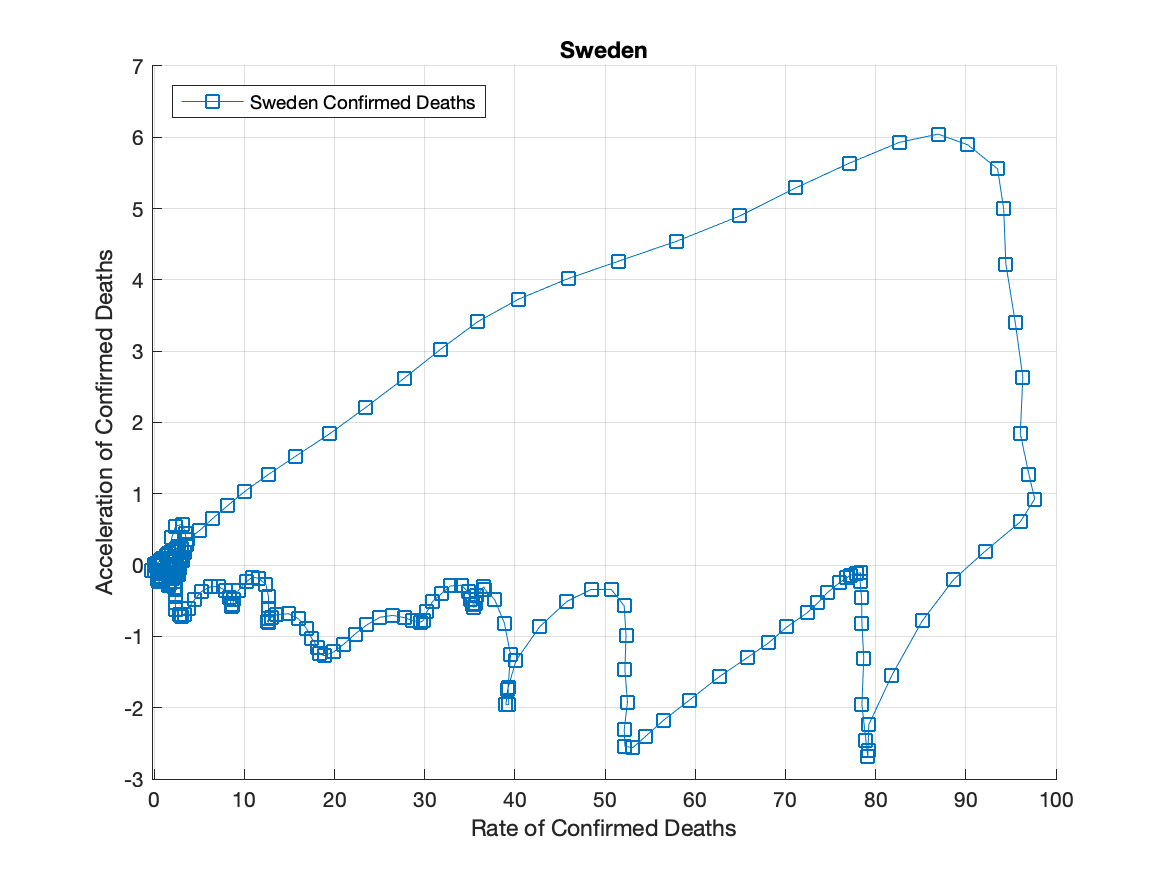 Sweden
7
6
5
4
3
2
1
0
-1
-2
-3
Acceleration of Confirmed Deaths
Sweden Confirmed Deaths
0 10 20 30 40 50 60 70 80 90 100
Rate of Confirmed Deaths